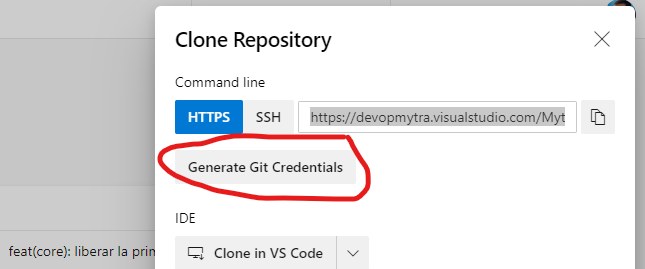 Clone Repository
Command line
HTTPS SSH https://devopmytra.visualstudio.com/Myt
Generate Git Credentials
IDE
feat(core): liberar la prim
Clone in VS Code